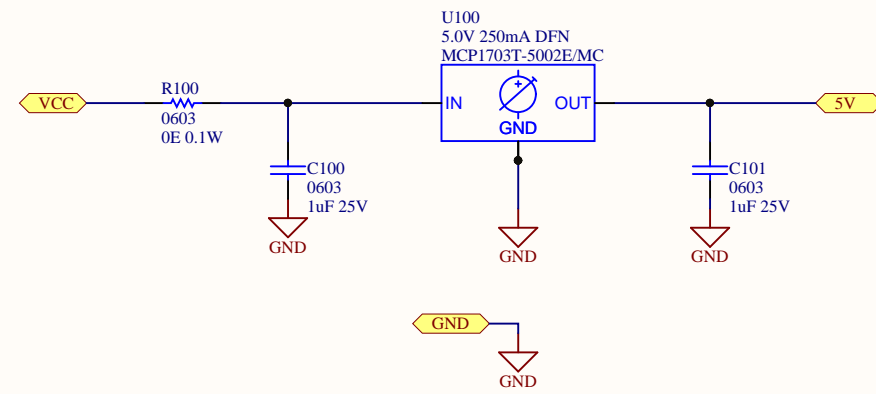 U100
5.0V 250mA DFN
MCP1703T-5002E/MC
VCC
R100
0603
0E 0.1W
IN
OUT
GND
5V
C100
0603
1uF 25V
GND
GND
C101
0603
1uF 25V
GND
GND
GND